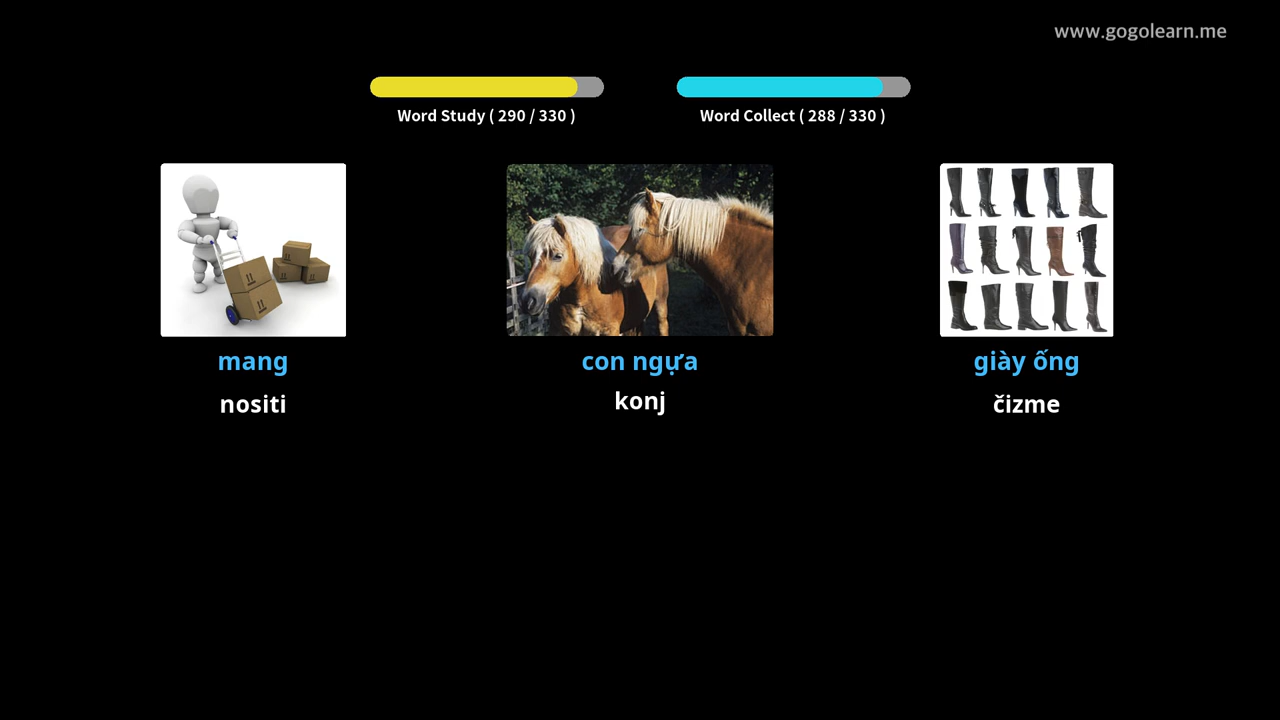 www.gogolearn.me
Word Study ( 290 / 330 )
Word Collect ( 288 / 330 )
mang
con ngựa
giày ống
nositi
konj
čizme